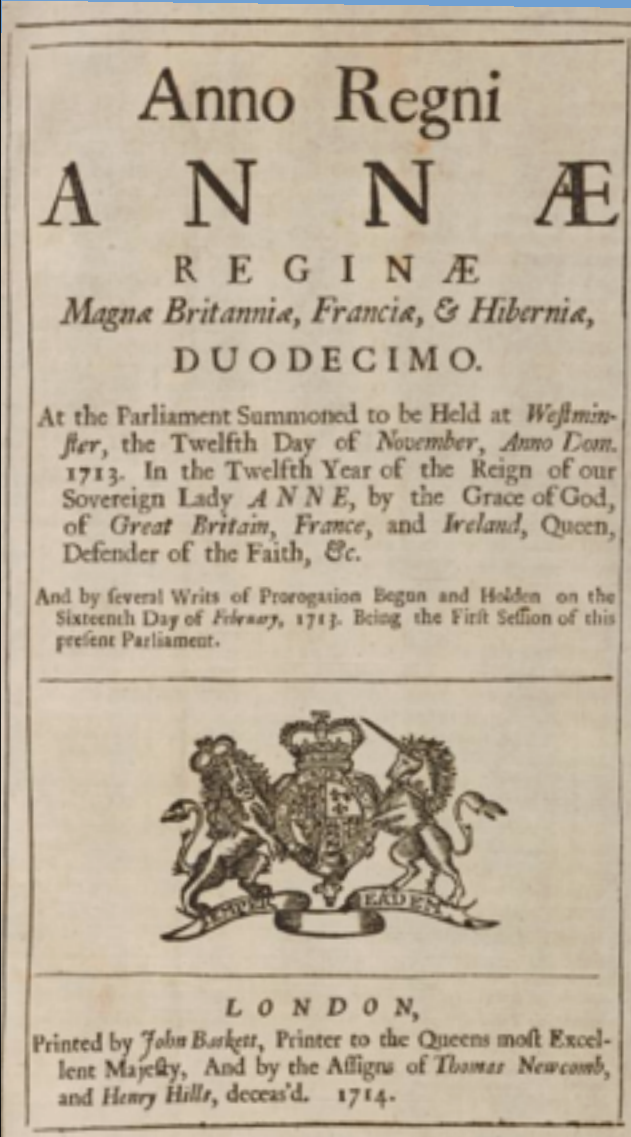 Anno Regni
ANNÆ
REGINÆ
Magnæ Britanniæ, Franciæ, & Hiberniæ,
DUODECIMO.
At the Parliament Summoned to be Held at Weſtmin-
ſter, the Twelfth Day of November, Anno Dom.
1713. In the Twelfth Year of the Reign of our
Sovereign Lady ANNE, by the Grace of God,
of Great Britain, France, and Ireland, Queen,
Defender of the Faith, &c.
And by ſeveral Writs of Prorogation Begun and Holden on the
Sixteenth Day of February, 1713. Being the Firſt Seſſion of this
preſent Parliament.
SEMPER EADEM
LONDON,
Printed by John Baskett, Printer to the Queens moſt Excel-
lent Majeſty, And by the Aſſigns of Thomas Newcomb,
and Henry Hills, deceas'd. 1714.